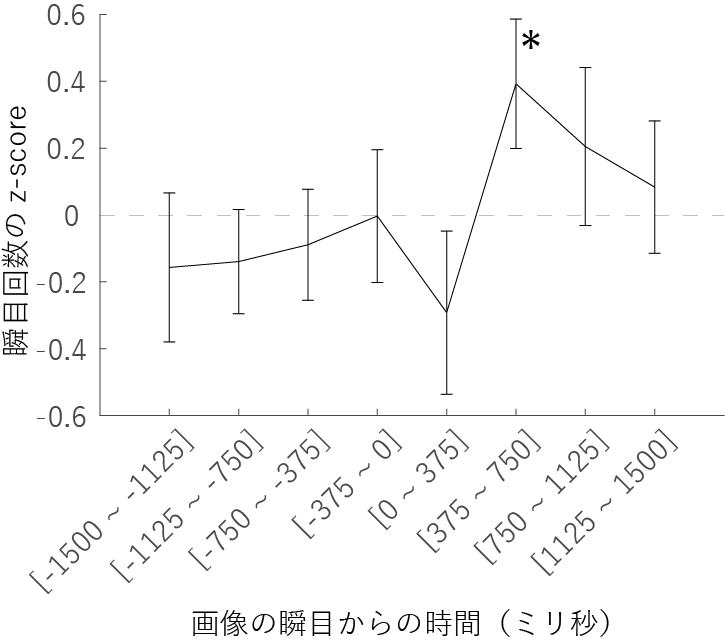 0.6
*
0.4
0.2
0
-0.2
-0.4
-0.6
瞬目回数の z-score
[-1500 ~ -1125]
[-1125 ~ -750]
[-750 ~ -375]
[-375 ~ 0]
[0 ~ 375]
[375 ~ 750]
[750 ~ 1125]
[1125 ~ 1500]
画像の瞬目からの時間（ミリ秒）